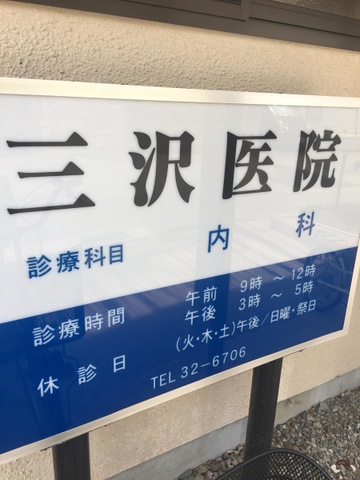 三沢医院
診療科目 内科
診療時間 午前 9時〜12時
午後 3時〜5時
休診日 (火・木・土)午後/日曜・祭日
TEL 32-6706